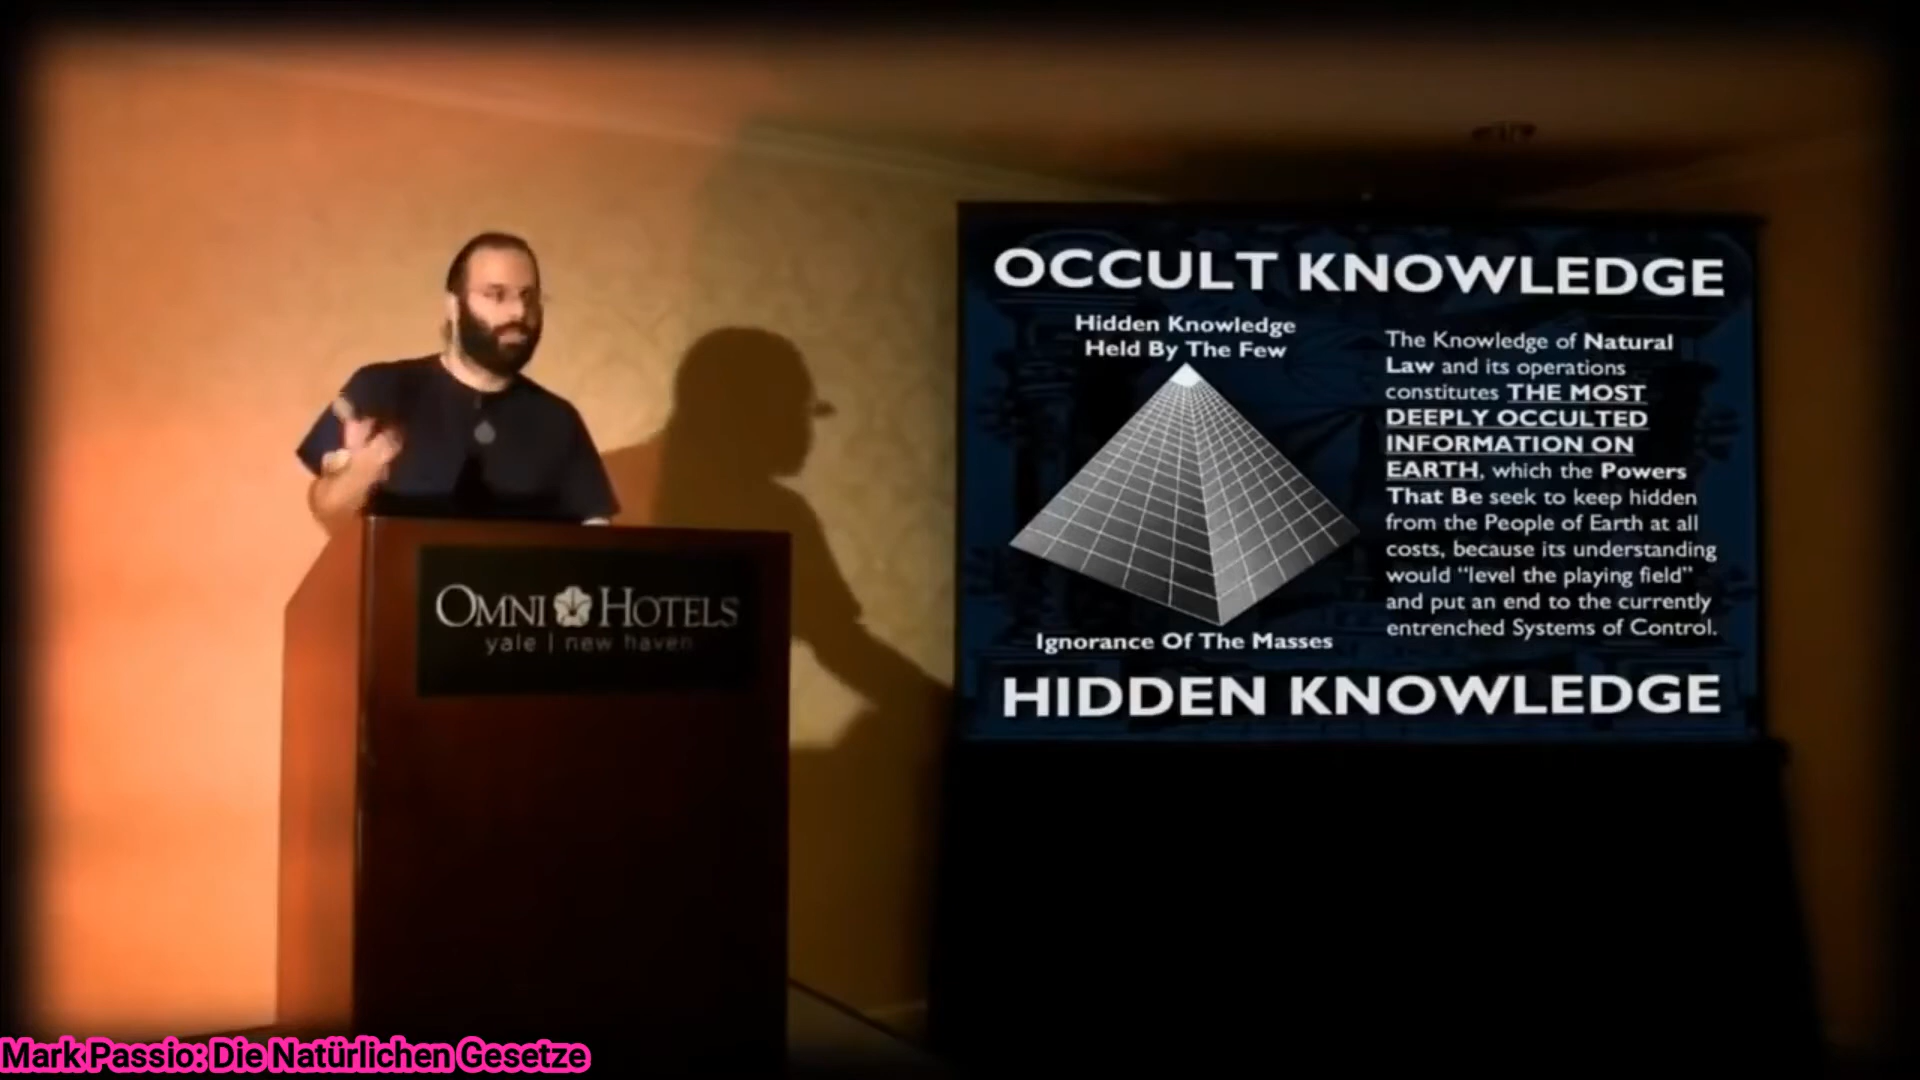 OCCULT KNOWLEDGE
Hidden Knowledge
Held By The Few
The Knowledge of Natural
Law and its operations
constitutes THE MOST
DEEPLY OCCULTED
INFORMATION ON
EARTH, which the Powers
That Be seek to keep hidden
from the People of Earth at all
costs, because its understanding
would “level the playing field”
and put an end to the currently
entrenched Systems of Control.
Ignorance Of The Masses
HIDDEN KNOWLEDGE
OMNI HOTELS
yale | new haven
Mark Passio: Die Natürlichen Gesetze